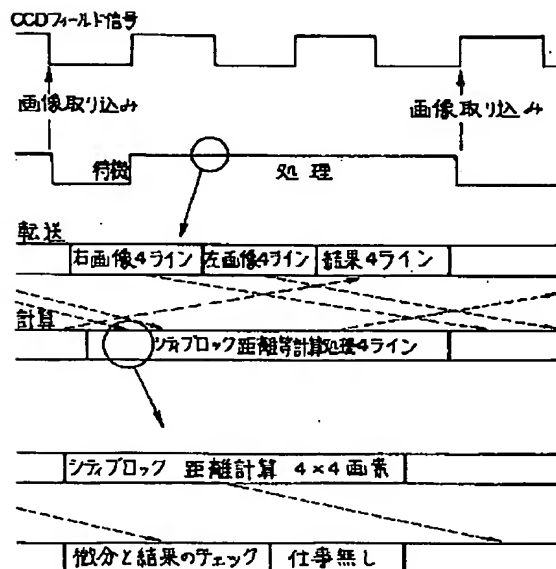 CCDフィールド信号
画像取り込み 画像取り込み
待機 処理
転送
右画像4ライン 左画像4ライン 結果4ライン
計算
シティブロック距離等計算処理4ライン
シティブロック 距離計算 4×4画素
微分と結果のチェック 仕事無し